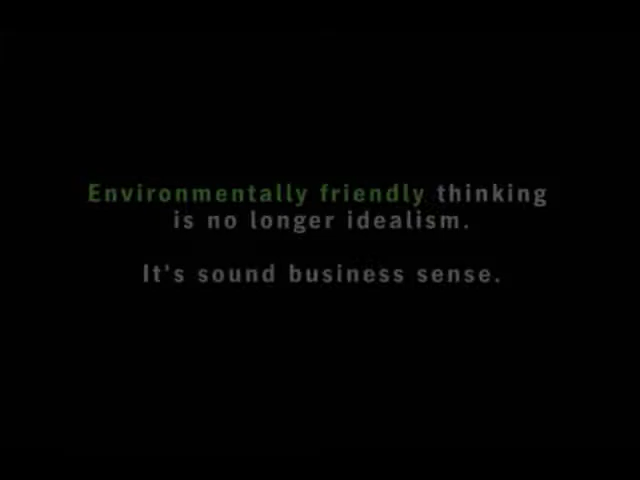 Environmentally friendly thinking
is no longer idealism.
It's sound business sense.